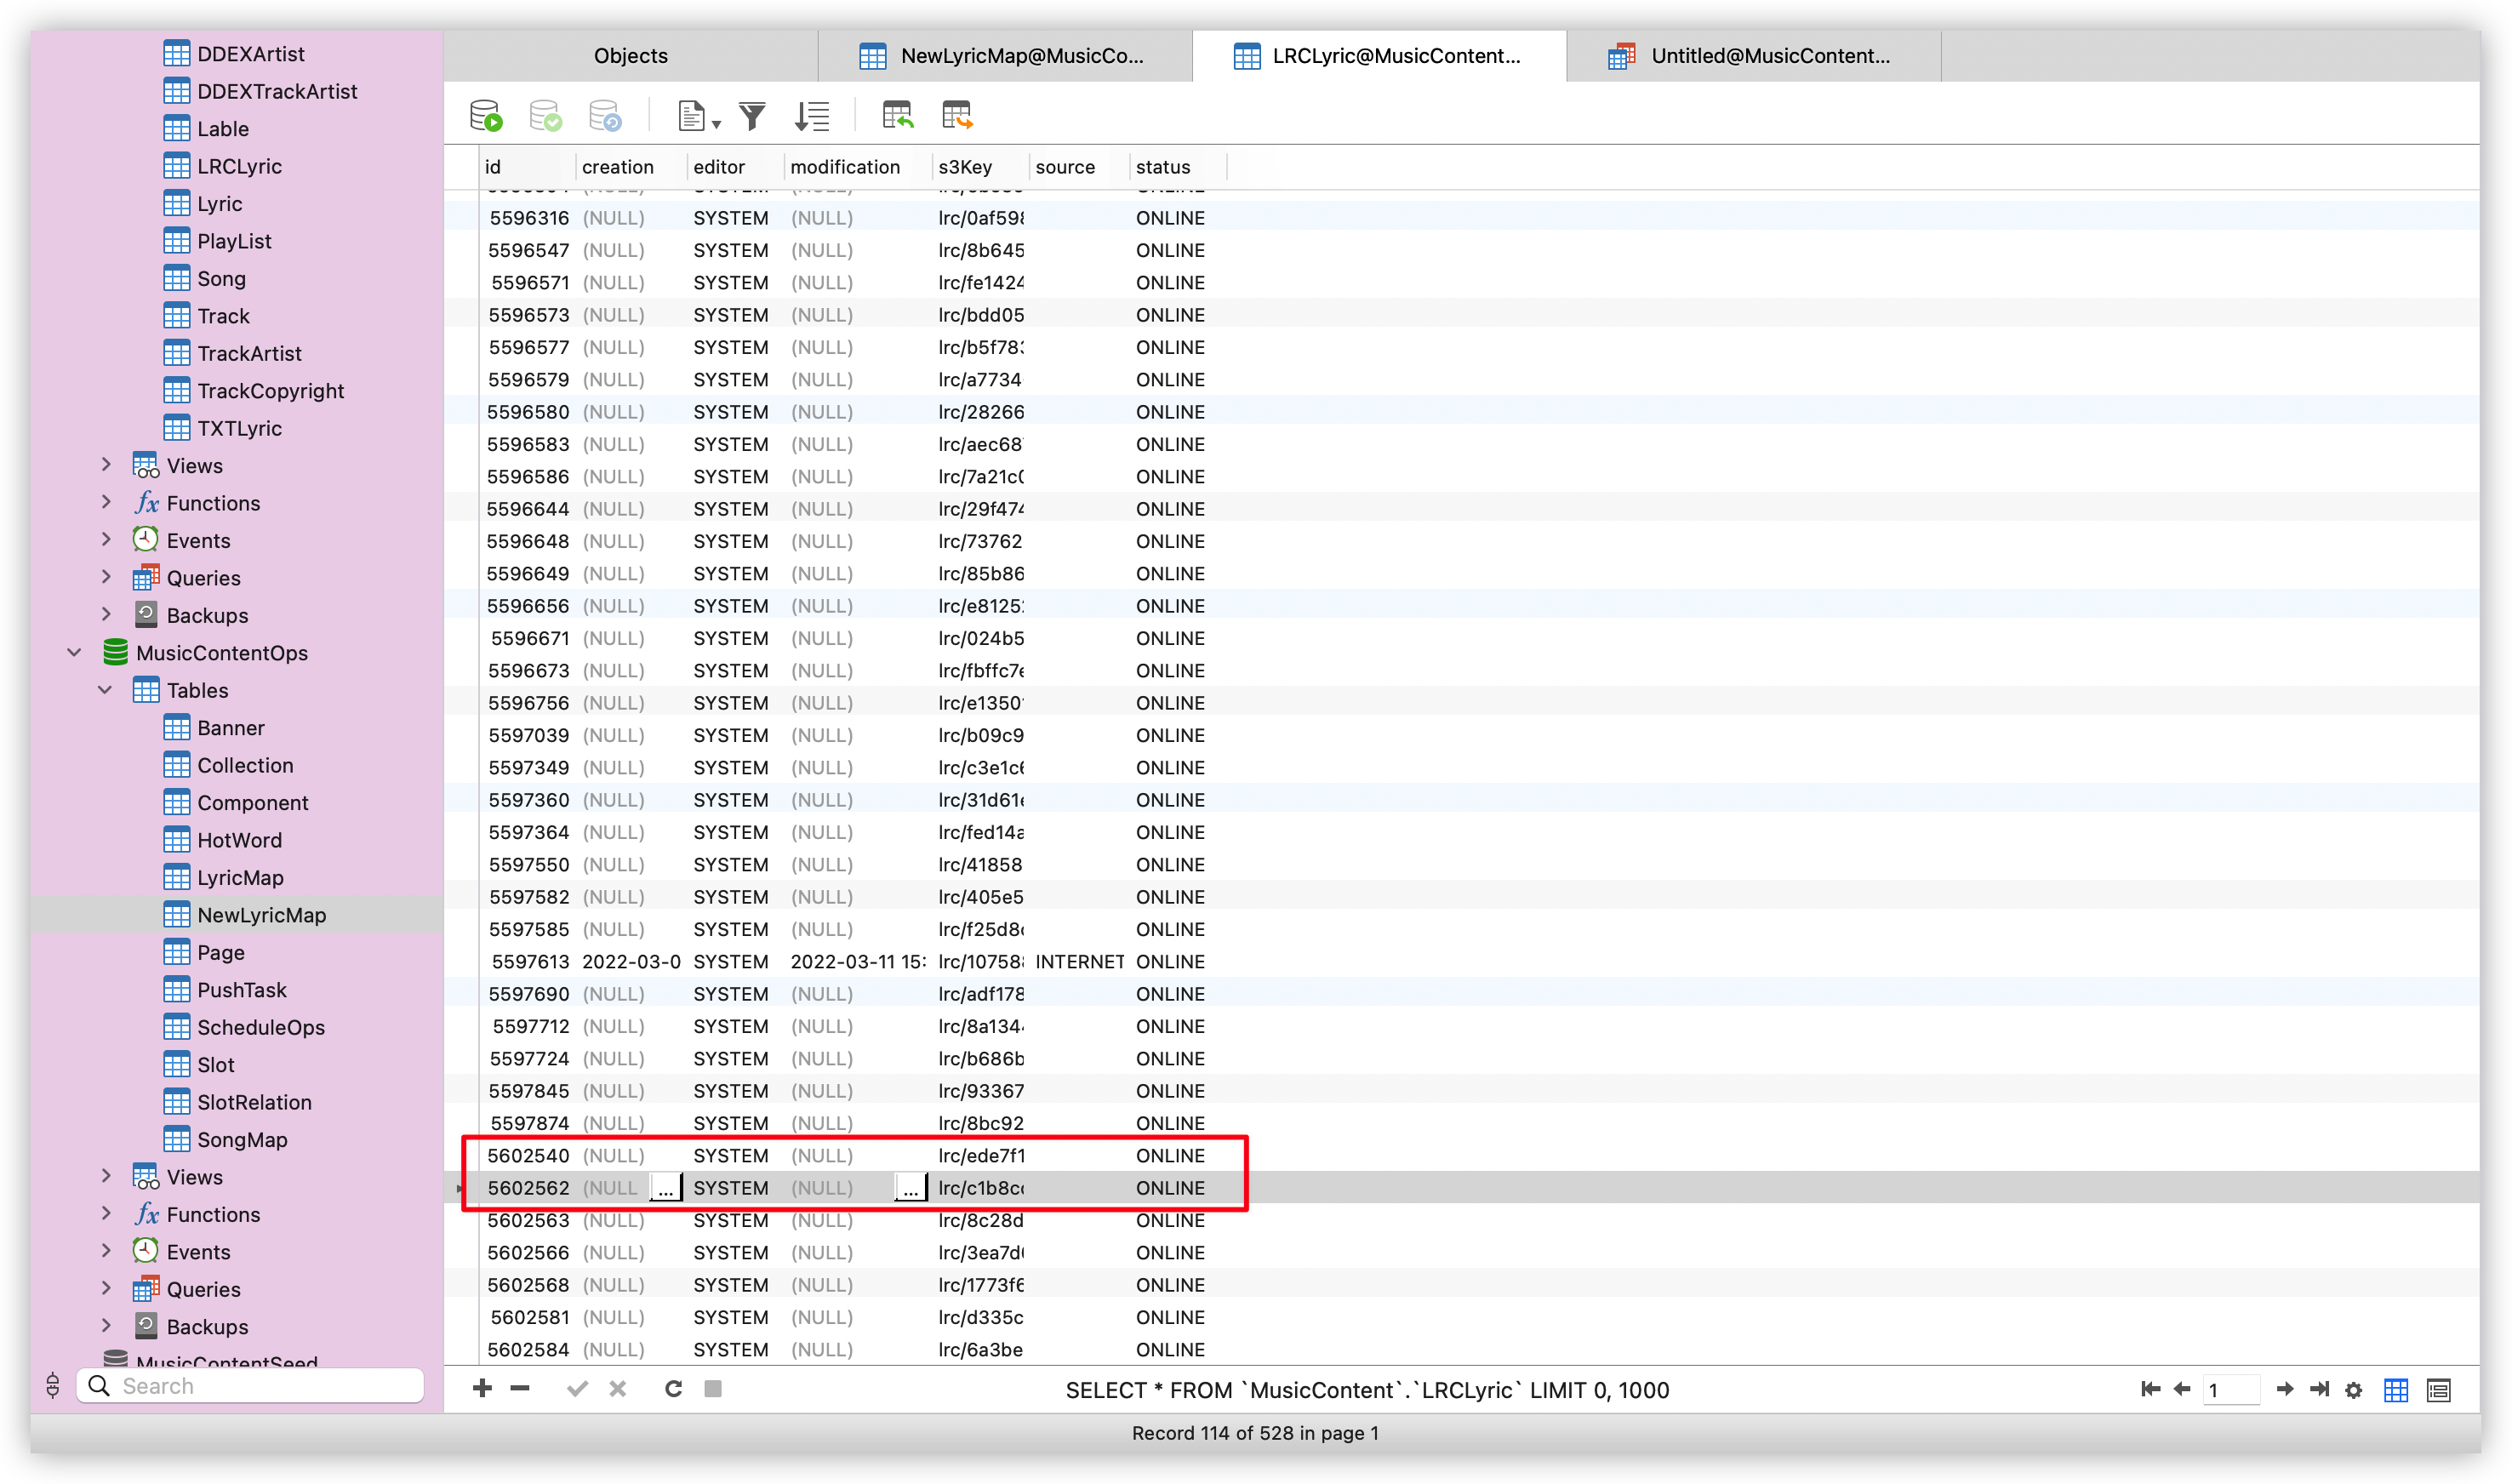 DDEXArtist
DDEXTrackArtist
Lable
LRCLyric
Lyric
PlayList
Song
Track
TrackArtist
TrackCopyright
TXTLyric
Views
fx Functions
Events
Queries
Backups
MusicContentOps
Tables
Banner
Collection
Component
HotWord
LyricMap
NewLyricMap
Page
PushTask
ScheduleOps
Slot
SlotRelation
SongMap
Views
fx Functions
Events
Queries
Backups
MusicContentSeed
Search
Objects NewLyricMap@MusicCo... LRCLyric@MusicContent... Untitled@MusicContent...
id creation editor modification s3Key source status
5596316 (NULL) SYSTEM (NULL) lrc/0af598 ONLINE
5596547 (NULL) SYSTEM (NULL) lrc/8b645 ONLINE
5596571 (NULL) SYSTEM (NULL) lrc/fe1424 ONLINE
5596573 (NULL) SYSTEM (NULL) lrc/bdd05 ONLINE
5596577 (NULL) SYSTEM (NULL) lrc/b5f783 ONLINE
5596579 (NULL) SYSTEM (NULL) lrc/a7734 ONLINE
5596580 (NULL) SYSTEM (NULL) lrc/28266 ONLINE
5596583 (NULL) SYSTEM (NULL) lrc/aec68 ONLINE
5596586 (NULL) SYSTEM (NULL) lrc/7a21c0 ONLINE
5596644 (NULL) SYSTEM (NULL) lrc/29f474 ONLINE
5596648 (NULL) SYSTEM (NULL) lrc/73762 ONLINE
5596649 (NULL) SYSTEM (NULL) lrc/85b86 ONLINE
5596656 (NULL) SYSTEM (NULL) lrc/e8125 ONLINE
5596671 (NULL) SYSTEM (NULL) lrc/024b5 ONLINE
5596673 (NULL) SYSTEM (NULL) lrc/fbffc7e ONLINE
5596756 (NULL) SYSTEM (NULL) lrc/e1350 ONLINE
5597039 (NULL) SYSTEM (NULL) lrc/b09c9 ONLINE
5597349 (NULL) SYSTEM (NULL) lrc/c3e1c6 ONLINE
5597360 (NULL) SYSTEM (NULL) lrc/31d61e ONLINE
5597364 (NULL) SYSTEM (NULL) lrc/fed14a ONLINE
5597550 (NULL) SYSTEM (NULL) lrc/41858 ONLINE
5597582 (NULL) SYSTEM (NULL) lrc/405e5 ONLINE
5597585 (NULL) SYSTEM (NULL) lrc/f25d8 ONLINE
5597613 2022-03-0 SYSTEM 2022-03-11 15: lrc/10758 INTERNET ONLINE
5597690 (NULL) SYSTEM (NULL) lrc/adf178 ONLINE
5597712 (NULL) SYSTEM (NULL) lrc/8a134 ONLINE
5597724 (NULL) SYSTEM (NULL) lrc/b686b ONLINE
5597845 (NULL) SYSTEM (NULL) lrc/93367 ONLINE
5597874 (NULL) SYSTEM (NULL) lrc/8bc92 ONLINE
5602540 (NULL) SYSTEM (NULL) lrc/ede7f1 ONLINE
5602562 (NULL ... SYSTEM (NULL) ... lrc/c1b8c ONLINE
5602563 (NULL) SYSTEM (NULL) lrc/8c28d ONLINE
5602566 (NULL) SYSTEM (NULL) lrc/3ea7d ONLINE
5602568 (NULL) SYSTEM (NULL) lrc/1773f6 ONLINE
5602581 (NULL) SYSTEM (NULL) lrc/d335c ONLINE
5602584 (NULL) SYSTEM (NULL) lrc/6a3be ONLINE
SELECT * FROM `MusicContent`.`LRCLyric` LIMIT 0, 1000
1
Record 114 of 528 in page 1